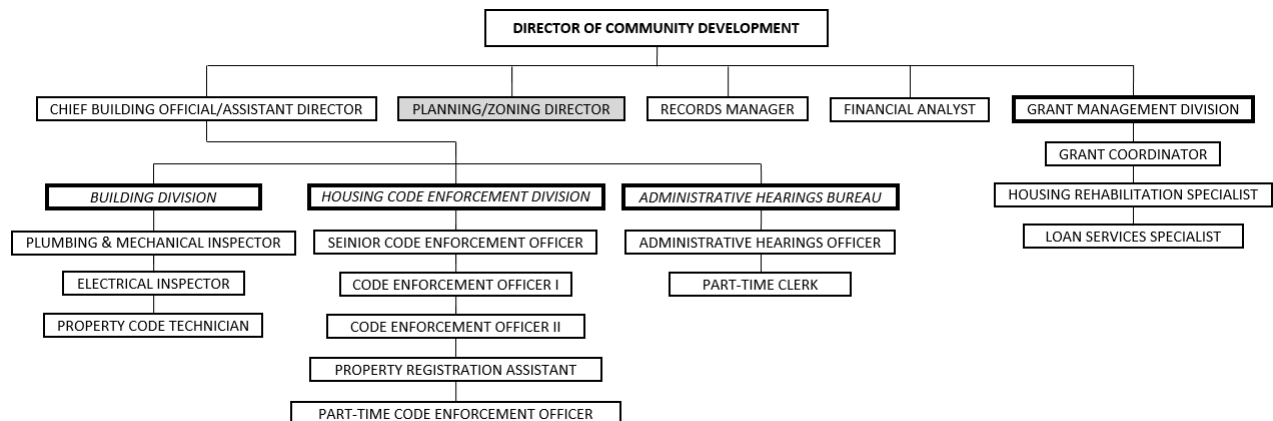 DIRECTOR OF COMMUNITY DEVELOPMENT
CHIEF BUILDING OFFICIAL/ASSISTANT DIRECTOR
PLANNING/ZONING DIRECTOR
RECORDS MANAGER
FINANCIAL ANALYST
GRANT MANAGEMENT DIVISION
GRANT COORDINATOR
HOUSING REHABILITATION SPECIALIST
LOAN SERVICES SPECIALIST
BUILDING DIVISION
PLUMBING & MECHANICAL INSPECTOR
ELECTRICAL INSPECTOR
PROPERTY CODE TECHNICIAN
HOUSING CODE ENFORCEMENT DIVISION
SEINIOR CODE ENFORCEMENT OFFICER
CODE ENFORCEMENT OFFICER I
CODE ENFORCEMENT OFFICER II
PROPERTY REGISTRATION ASSISTANT
PART-TIME CODE ENFORCEMENT OFFICER
ADMINISTRATIVE HEARINGS BUREAU
ADMINISTRATIVE HEARINGS OFFICER
PART-TIME CLERK